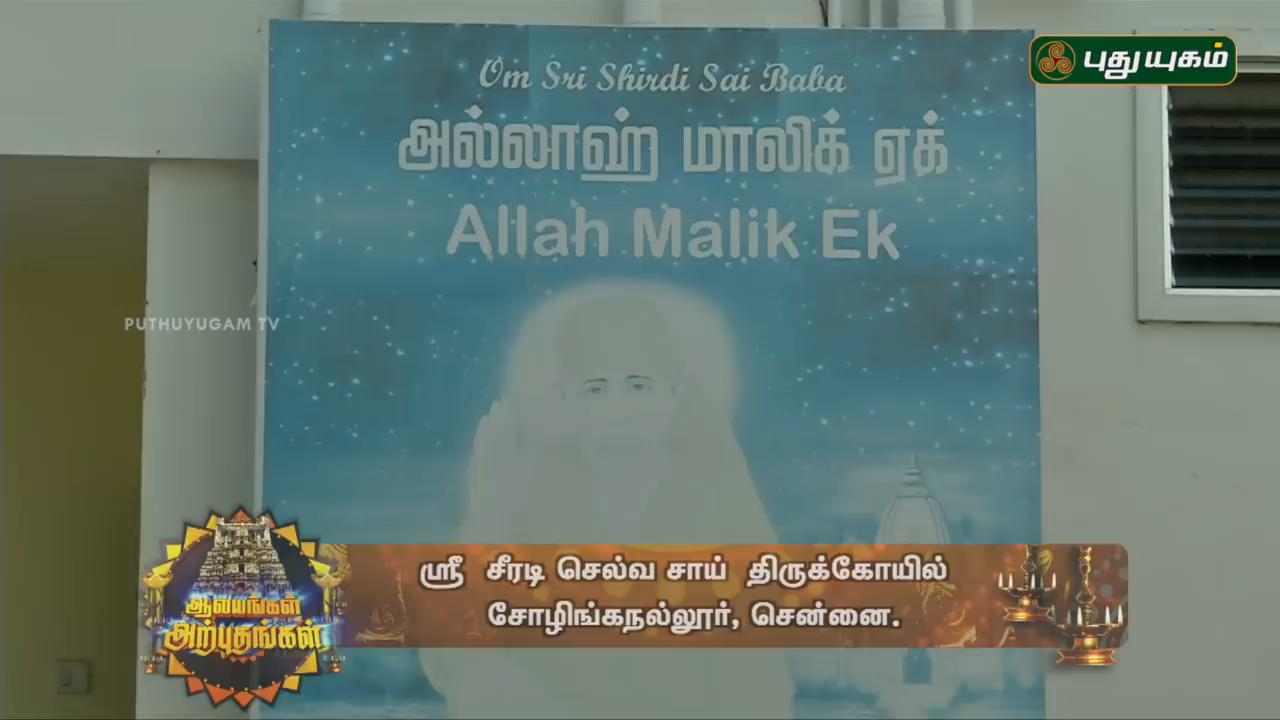 புதுயுகம்
Om Sri Shirdi Sai Baba
அல்லாஹ் மாலிக் ஏக்
Allah Malik Ek
PUTHUYUGAM TV
ஸ்ரீ சீரடி செல்வ சாய் திருக்கோயில்
சோழிங்கநல்லூர், சென்னை.
ஆலயங்கள்
அற்புதங்கள்